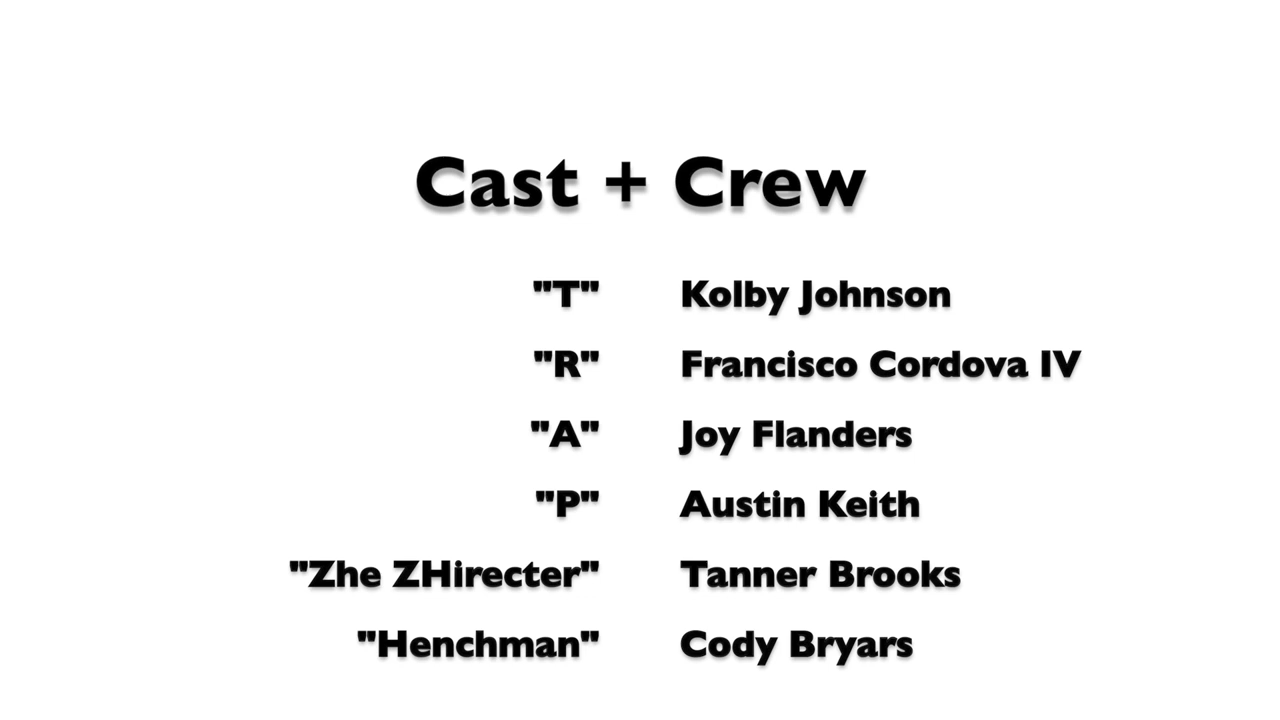 Cast + Crew
"T" Kolby Johnson
"R" Francisco Cordova IV
"A" Joy Flanders
"P" Austin Keith
"Zhe ZHirecter" Tanner Brooks
"Henchman" Cody Bryars